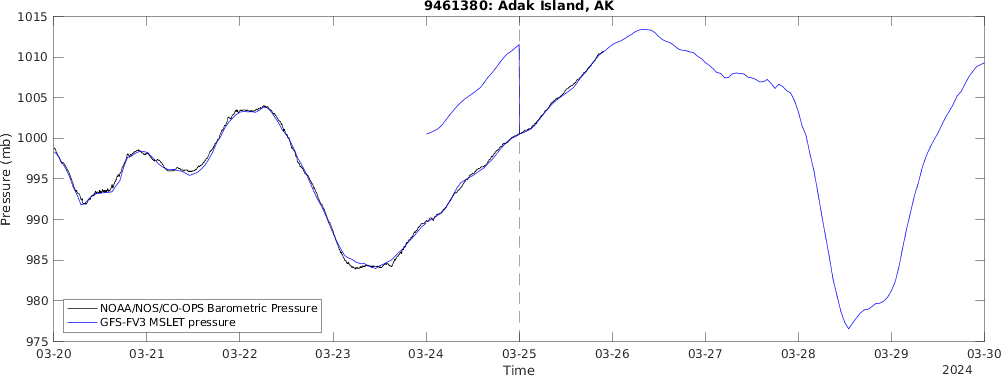 9461380: Adak Island, AK
Pressure (mb)
1015
1010
1005
1000
995
990
985
980
975
NOAA/NOS/CO-OPS Barometric Pressure
GFS-FV3 MSLET pressure
03-20 03-21 03-22 03-23 03-24 03-25 03-26 03-27 03-28 03-29 03-30
Time
2024